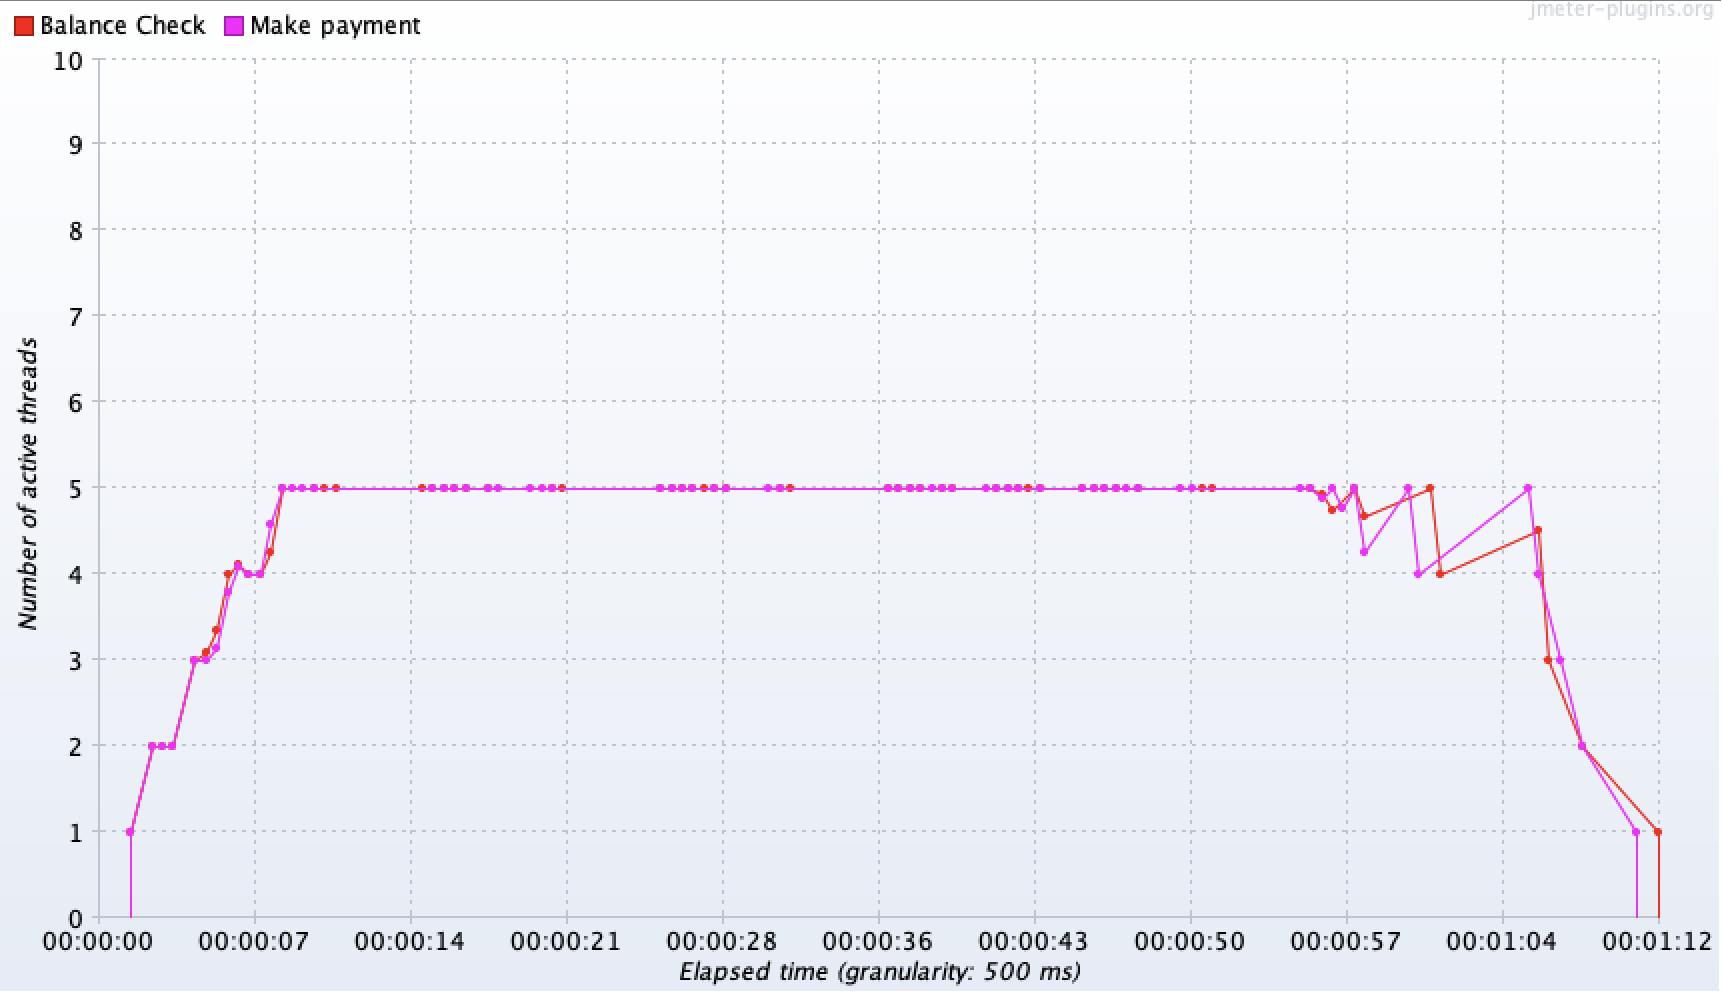 jmeter-plugins.org
Balance Check Make payment
10
9
8
7
6
5
4
3
2
1
0
Number of active threads
00:00:00 00:00:07 00:00:14 00:00:21 00:00:28 00:00:36 00:00:43 00:00:50 00:00:57 00:01:04 00:01:12
Elapsed time (granularity: 500 ms)